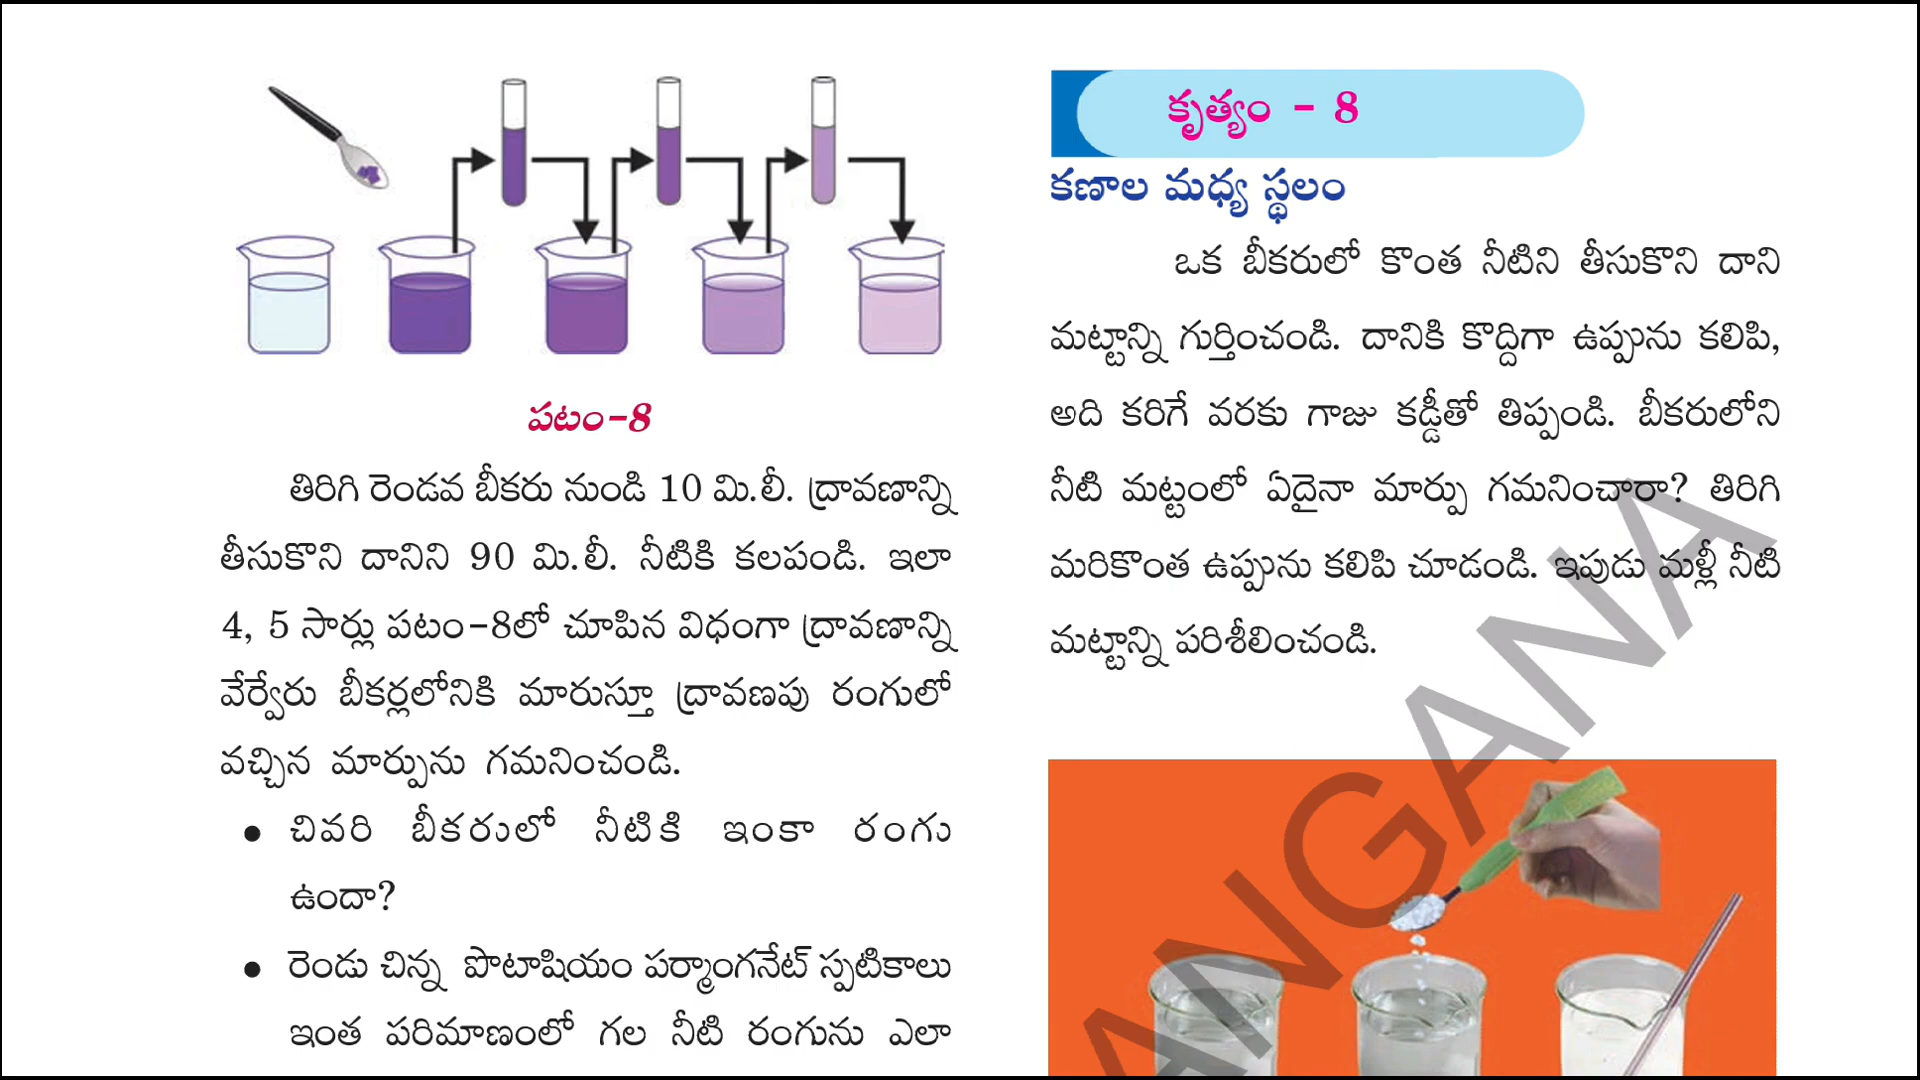 పటం-8
తిరిగి రెండవ బీకరు నుండి 10 మి.లీ. ద్రావణాన్ని
తీసుకొని దానిని 90 మి.లీ. నీటికి కలపండి. ఇలా
4, 5 సార్లు పటం-8లో చూపిన విధంగా ద్రావణాన్ని
వేర్వేరు బీకర్లలోనికి మారుస్తూ ద్రావణపు రంగులో
వచ్చిన మార్పును గమనించండి.
● చివరి బీకరులో నీటికి ఇంకా రంగు
ఉందా?
● రెండు చిన్న పొటాషియం పర్మాంగనేట్ స్పటికాలు
ఇంత పరిమాణంలో గల నీటి రంగును ఎలా
కృత్యం - 8
కణాల మధ్య స్థలం
ఒక బీకరులో కొంత నీటిని తీసుకొని దాని
మట్టాన్ని గుర్తించండి. దానికి కొద్దిగా ఉప్పును కలిపి,
అది కరిగే వరకు గాజు కడ్డీతో తిప్పండి. బీకరులోని
నీటి మట్టంలో ఏదైనా మార్పు గమనించారా? తిరిగి
మరికొంత ఉప్పును కలిపి చూడండి. ఇపుడు మళ్లీ నీటి
మట్టాన్ని పరిశీలించండి.
ANGANA